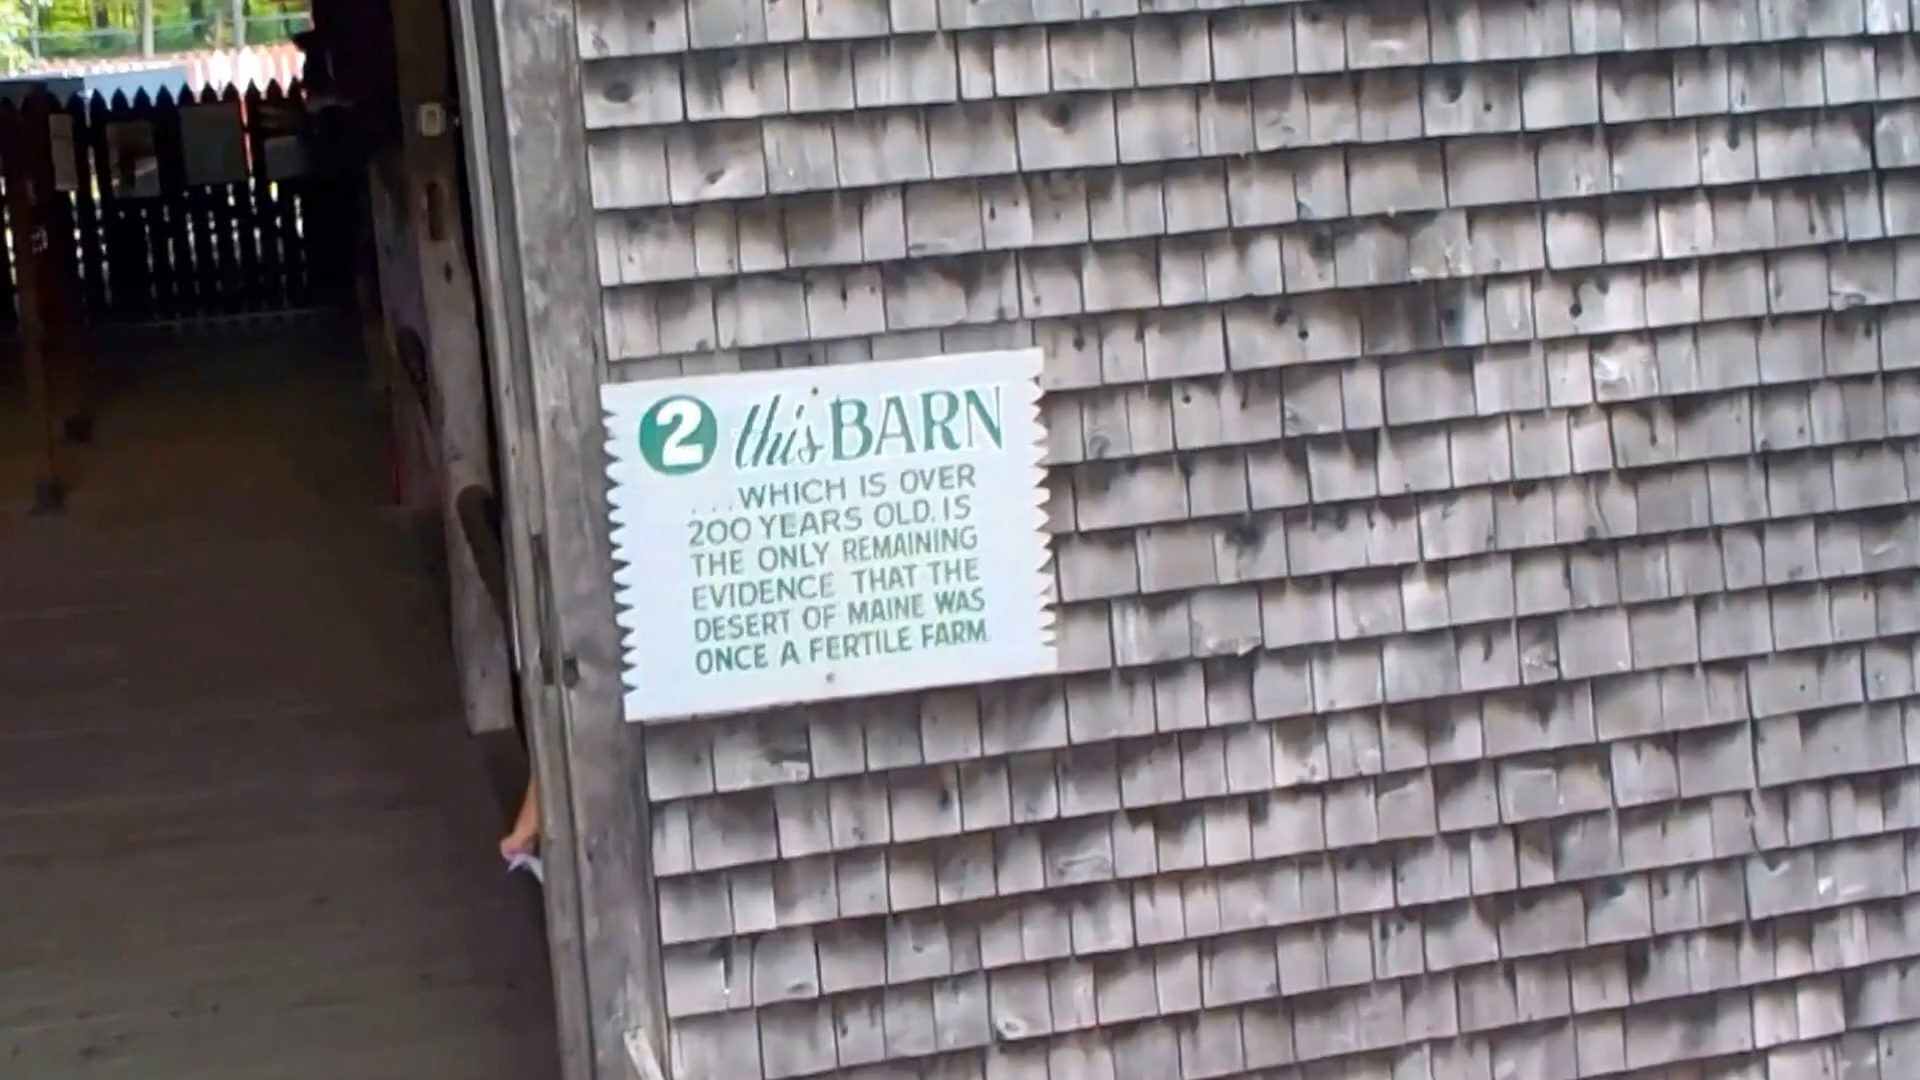 2 this BARN
...WHICH IS OVER
200 YEARS OLD, IS
THE ONLY REMAINING
EVIDENCE THAT THE
DESERT OF MAINE WAS
ONCE A FERTILE FARM